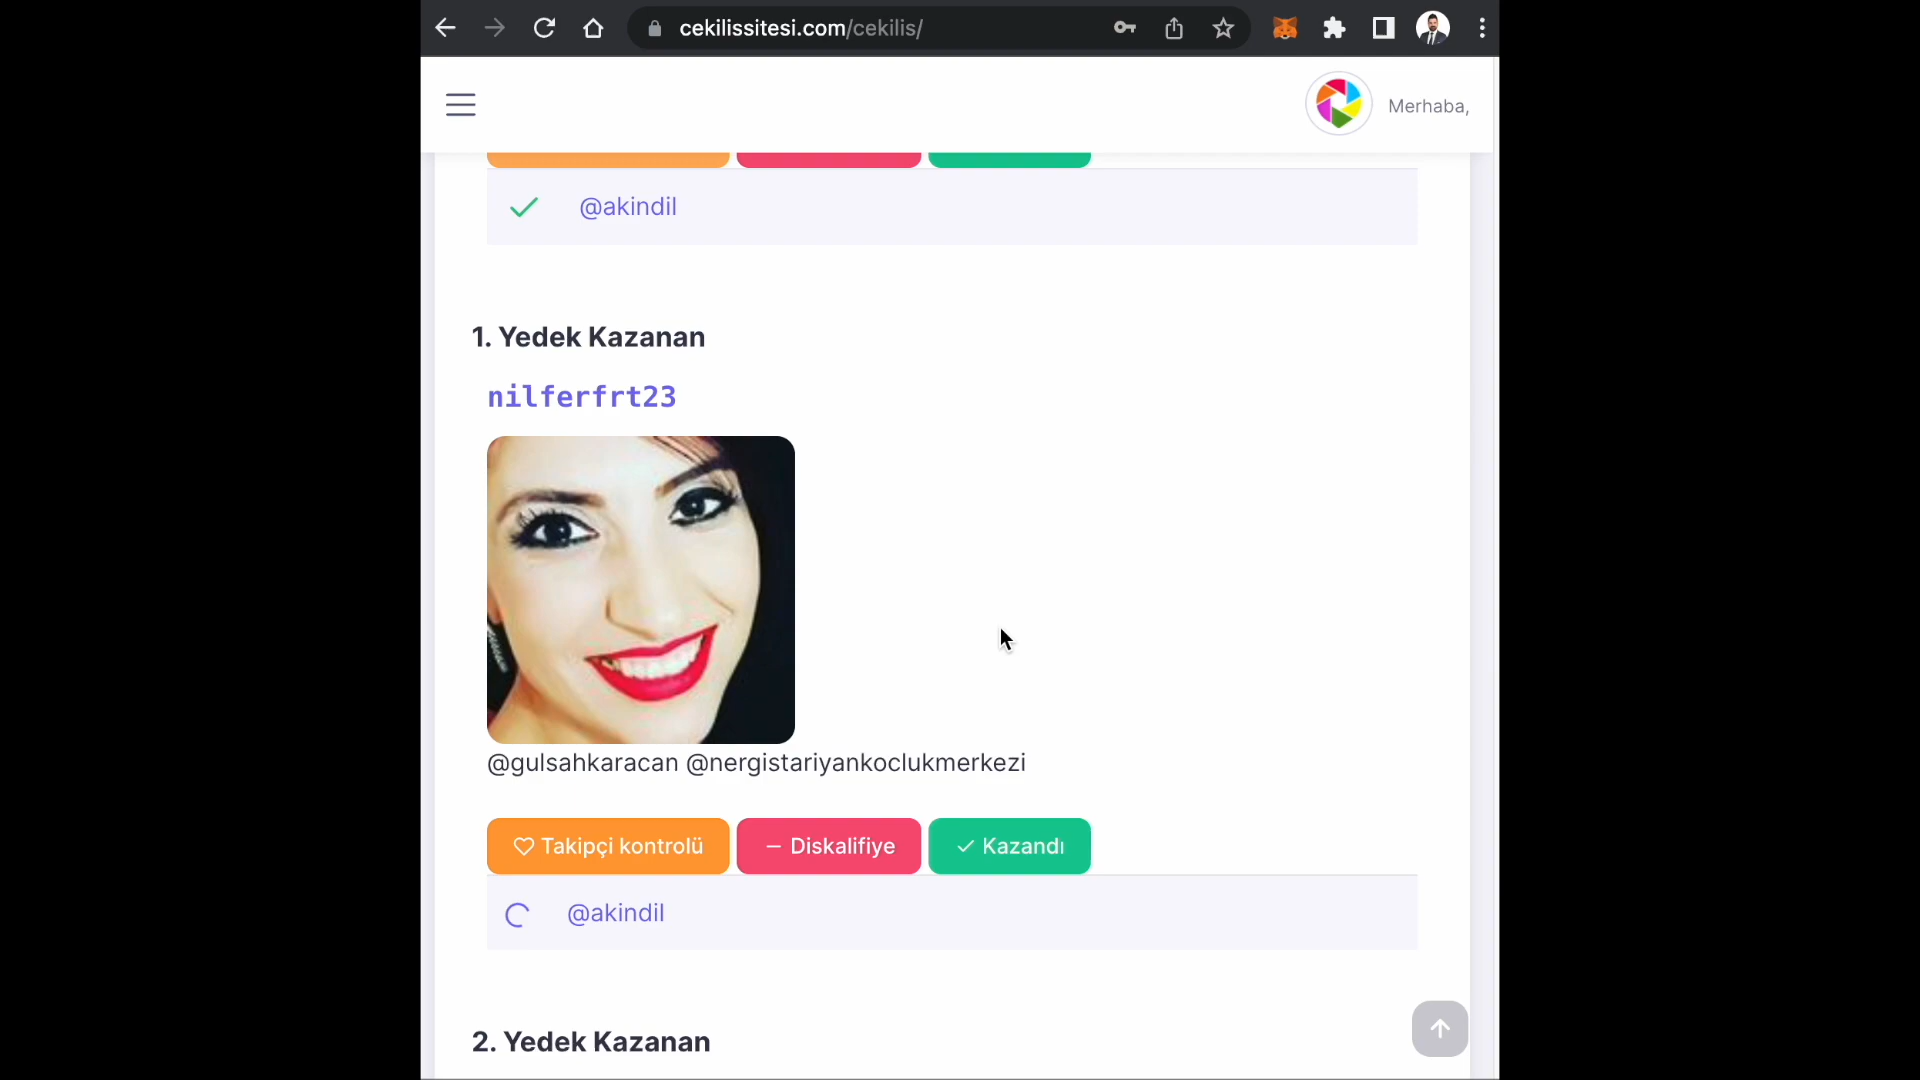 cekilissitesi.com/cekilis/
Merhaba,
@akindil
1. Yedek Kazanan
nilferfrt23
@gulsahkaracan @nergistariyankoclukmerkezi
Takipçi kontrolü
Diskalifiye
Kazandı
@akindil
2. Yedek Kazanan